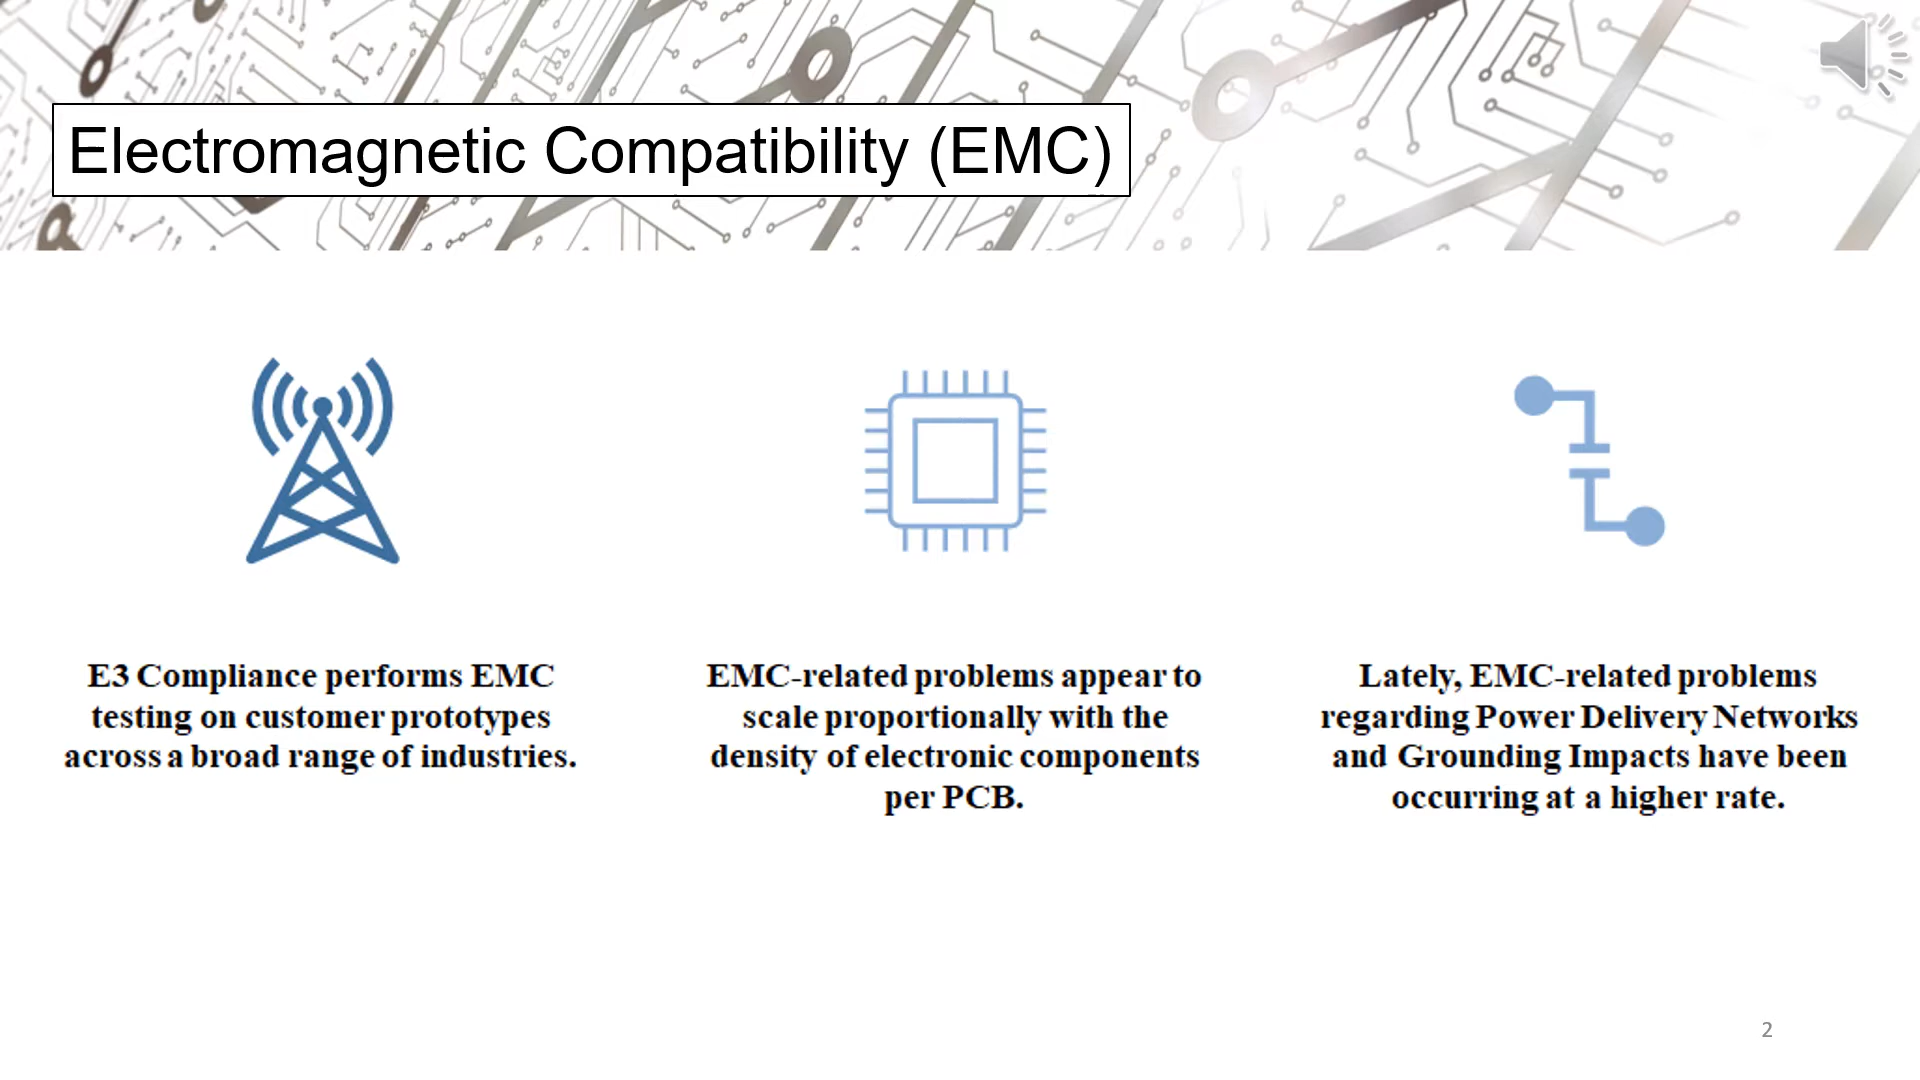 Electromagnetic Compatibility (EMC)
E3 Compliance performs EMC
testing on customer prototypes
across a broad range of industries.
EMC-related problems appear to
scale proportionally with the
density of electronic components
per PCB.
Lately, EMC-related problems
regarding Power Delivery Networks
and Grounding Impacts have been
occurring at a higher rate.
2